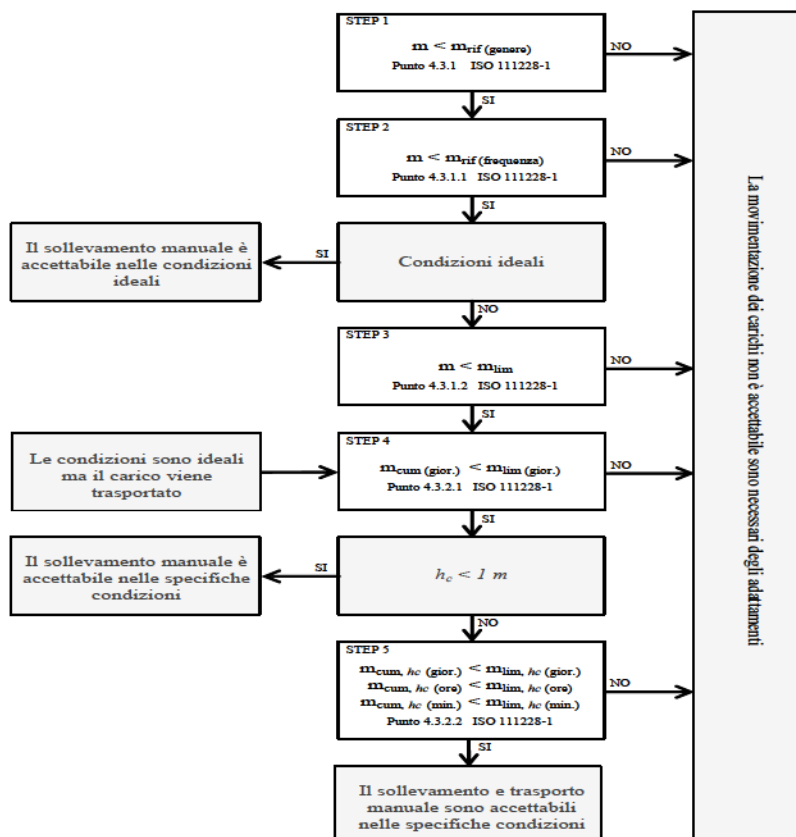 STEP 1
m < mrif (genere)
Punto 4.3.1 ISO 111228-1
NO
SI
STEP 2
m < mrif (frequenza)
Punto 4.3.1.1 ISO 111228-1
NO
SI
Il sollevamento manuale è
accettabile nelle condizioni
ideali
SI
Condizioni ideali
NO
STEP 3
m < mlim
Punto 4.3.1.2 ISO 111228-1
NO
SI
Le condizioni sono ideali
ma il carico viene
trasportato
STEP 4
mcum (gior.) < mlim (gior.)
Punto 4.3.2.1 ISO 111228-1
NO
SI
Il sollevamento manuale è
accettabile nelle specifiche
condizioni
SI
hc < 1 m
NO
STEP 5
mcum, hc (gior.) < mlim, hc (gior.)
mcum, hc (ore) < mlim, hc (ore)
mcum, hc (min.) < mlim, hc (min.)
Punto 4.3.2.2 ISO 111228-1
NO
SI
Il sollevamento e trasporto
manuale sono accettabili
nelle specifiche condizioni
La movimentazione dei carichi non è accettabile sono necessari degli adattamenti